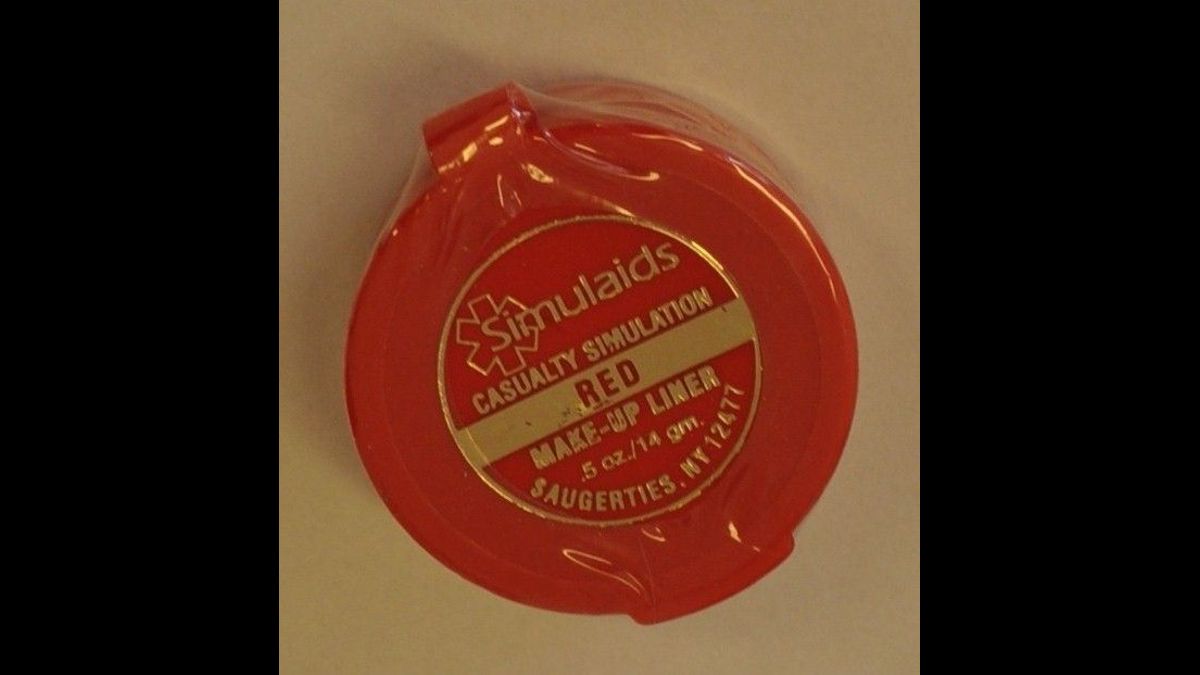 Simulaids
CASUALTY SIMULATION
RED
MAKE-UP LINER
.5 oz./14 gm.
SAUGERTIES, NY 12477